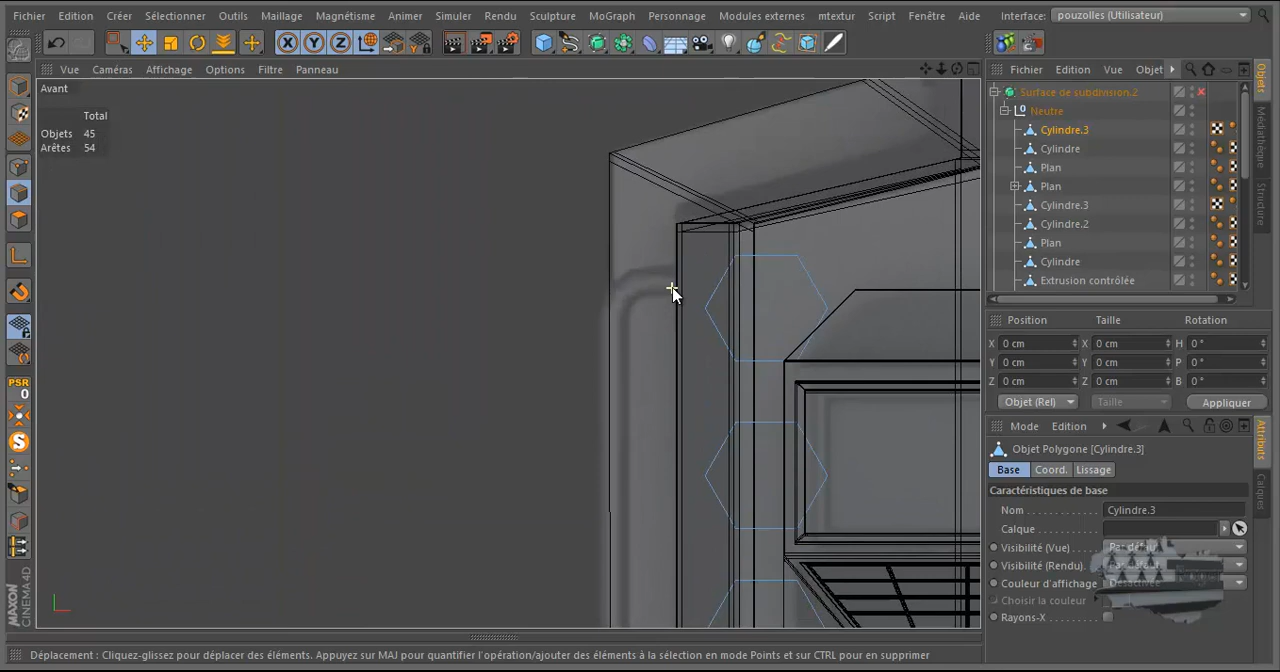 Fichier Edition Créer Sélectionner Outils Maillage Magnétisme Animer Simuler Rendu Sculpture MoGraph Personnage Modules externes mtextur Script Fenêtre Aide Interface: pouzolles (Utilisateur)
X Y Z
Vue Caméras Affichage Options Filtre Panneau
Fichier Edition Vue Objet
Avant
Total
Objets 45
Arêtes 54
Surface de subdivision.2
Neutre
Cylindre.3
Cylindre
Plan
Plan
Cylindre.3
Cylindre.2
Plan
Cylindre
Extrusion contrôlée
Objets
Médiathèque
Structure
Position Taille Rotation
X 0 cm X 0 cm H 0 °
Y 0 cm Y 0 cm P 0 °
Z 0 cm Z 0 cm B 0 °
Objet (Rel) Taille Appliquer
PSR
0
S
Mode Edition
Objet Polygone [Cylindre.3]
Base Coord. Lissage
Caractéristiques de base
Nom Cylindre.3
Calque
Visibilité (Vue)
Visibilité (Rendu)
Couleur d'affichage Désactivée
Choisir la couleur
Rayons-X
Attributs
Calques
MAXON
CINEMA 4D
Déplacement : Cliquez-glissez pour déplacer des éléments. Appuyez sur MAJ pour quantifier l'opération/ajouter des éléments à la sélection en mode Points et sur CTRL pour en supprimer